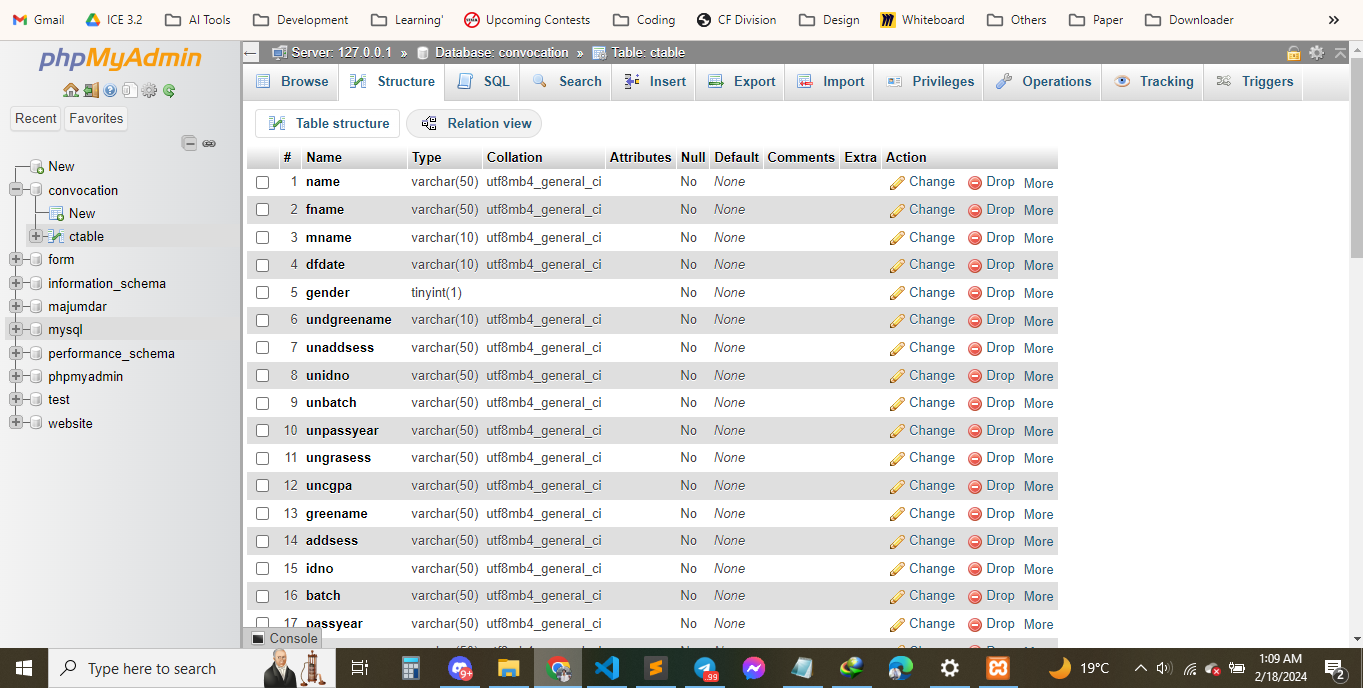 Gmail ICE 3.2 AI Tools Development Learning' Upcoming Contests Coding CF Division Design Whiteboard Others Paper Downloader »
phpMyAdmin
Recent Favorites
New
convocation
New
ctable
form
information_schema
majumdar
mysql
performance_schema
phpmyadmin
test
website
Server: 127.0.0.1 » Database: convocation » Table: ctable
Browse Structure SQL Search Insert Export Import Privileges Operations Tracking Triggers
Table structure Relation view
# Name Type Collation Attributes Null Default Comments Extra Action
1 name varchar(50) utf8mb4_general_ci No None Change Drop More
2 fname varchar(50) utf8mb4_general_ci No None Change Drop More
3 mname varchar(10) utf8mb4_general_ci No None Change Drop More
4 dfdate varchar(10) utf8mb4_general_ci No None Change Drop More
5 gender tinyint(1) No None Change Drop More
6 undgreename varchar(10) utf8mb4_general_ci No None Change Drop More
7 unaddsess varchar(50) utf8mb4_general_ci No None Change Drop More
8 unidno varchar(50) utf8mb4_general_ci No None Change Drop More
9 unbatch varchar(50) utf8mb4_general_ci No None Change Drop More
10 unpassyear varchar(50) utf8mb4_general_ci No None Change Drop More
11 ungrasess varchar(50) utf8mb4_general_ci No None Change Drop More
12 uncgpa varchar(50) utf8mb4_general_ci No None Change Drop More
13 greename varchar(50) utf8mb4_general_ci No None Change Drop More
14 addsess varchar(50) utf8mb4_general_ci No None Change Drop More
15 idno varchar(50) utf8mb4_general_ci No None Change Drop More
16 batch varchar(50) utf8mb4_general_ci No None Change Drop More
17 passyear varchar(50) utf8mb4_general_ci No None Change Drop More
Console
Type here to search 9+ .99 19°C 1:09 AM 2
2/18/2024